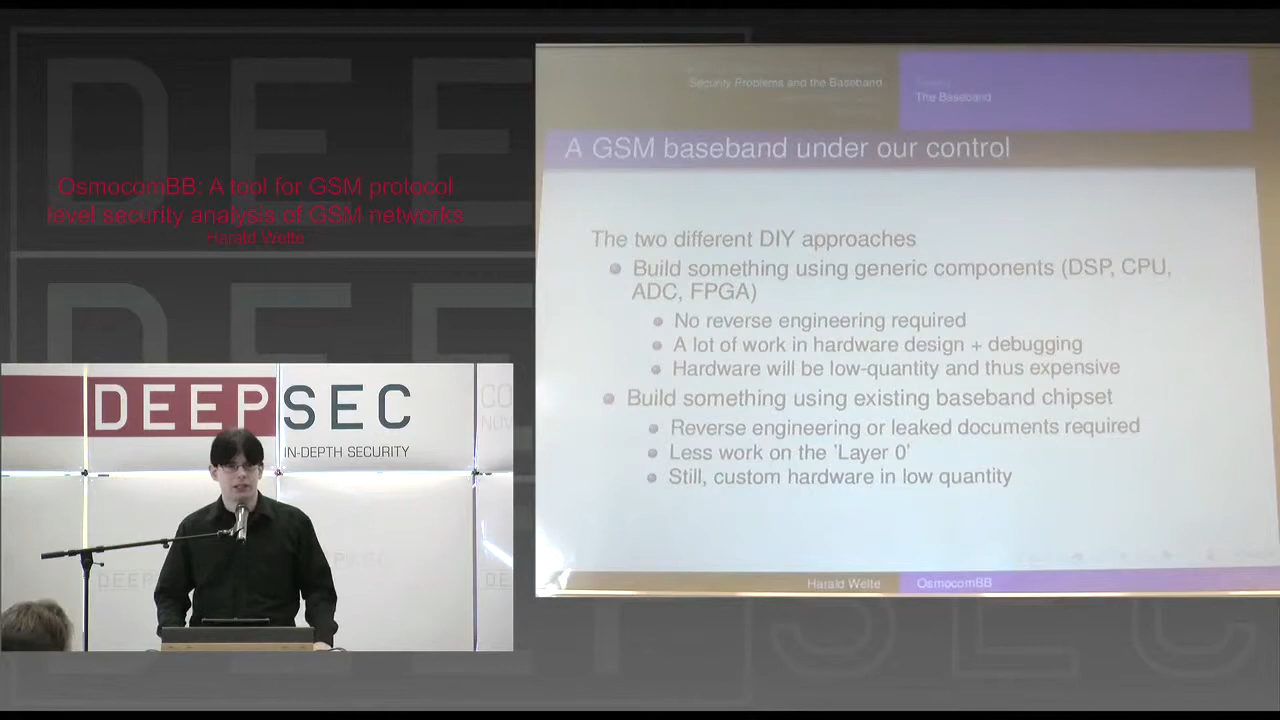 DEEP
OsmocomBB: A tool for GSM protocol
level security analysis of GSM networks
Harald Welte
DEEPSEC
IN-DEPTH SECURITY
Security Problems and the Baseband
The Baseband
A GSM baseband under our control
The two different DIY approaches
Build something using generic components (DSP, CPU,
ADC, FPGA)
No reverse engineering required
A lot of work in hardware design + debugging
Hardware will be low-quantity and thus expensive
Build something using existing baseband chipset
Reverse engineering or leaked documents required
Less work on the 'Layer 0'
Still, custom hardware in low quantity
Harald Welte
OsmocomBB